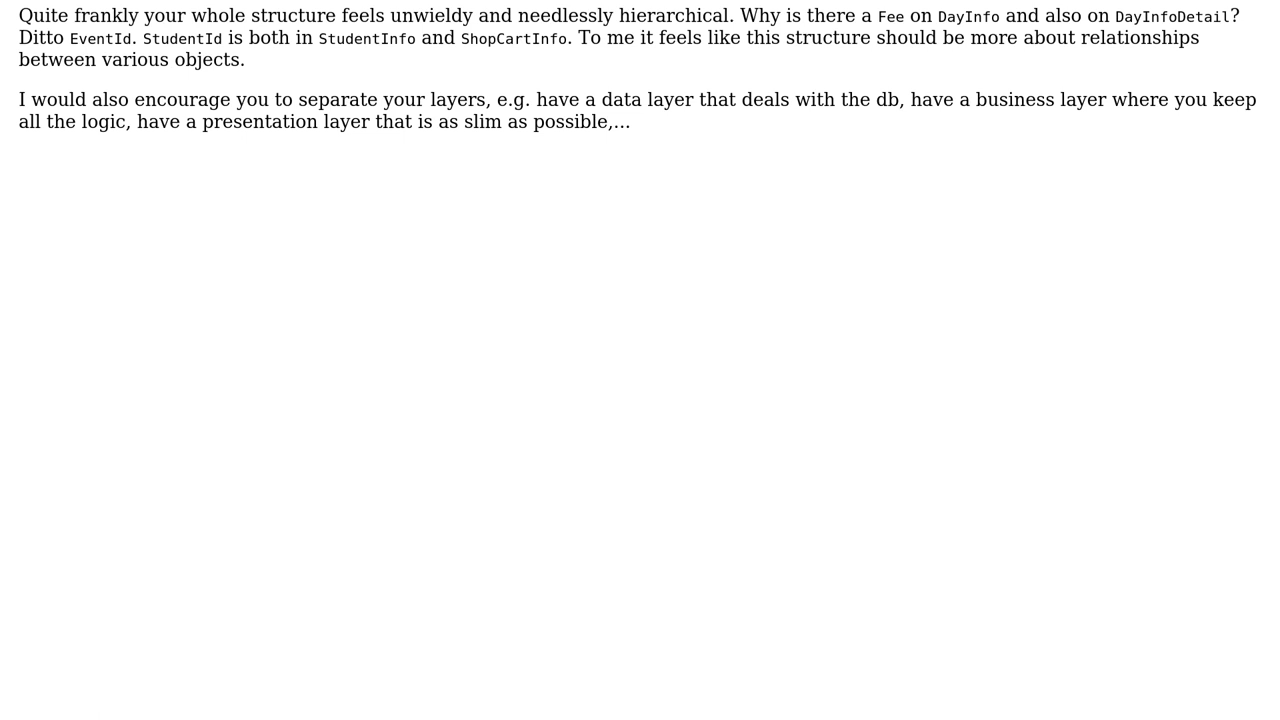 Quite frankly your whole structure feels unwieldy and needlessly hierarchical. Why is there a Fee on DayInfo and also on DayInfoDetail?
Ditto EventId. StudentId is both in StudentInfo and ShopCartInfo. To me it feels like this structure should be more about relationships
between various objects.
I would also encourage you to separate your layers, e.g. have a data layer that deals with the db, have a business layer where you keep
all the logic, have a presentation layer that is as slim as possible,...